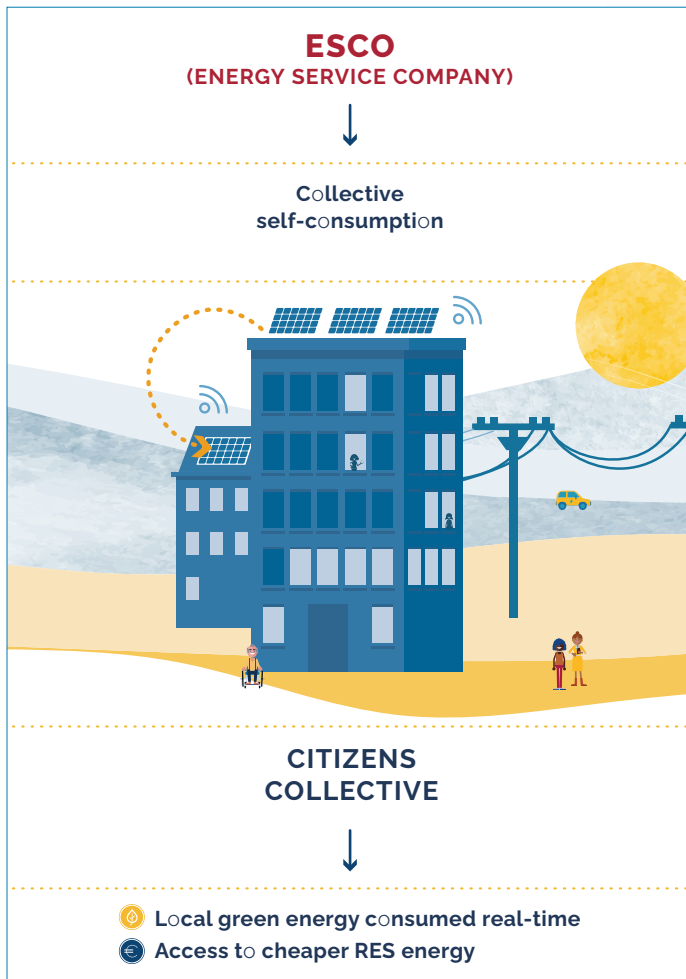 ESCO
(ENERGY SERVICE COMPANY)
Collective
self-consumption
CITIZENS
COLLECTIVE
Local green energy consumed real-time
Access to cheaper RES energy